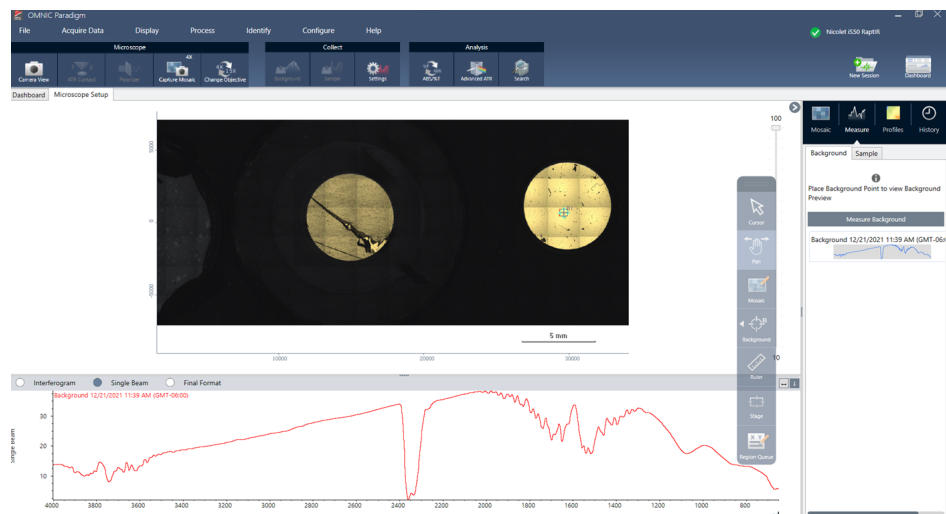 OMNIC Paradigm
File Acquire Data Display Process Identify Configure Help
Nicolet iS50 RaptIR
Microscope Collect Analysis
4X
4X 15X
Camera View ATR Contact Polarizer Capture Mosaic Change Objective Background Sample Settings ABS/%T Advanced ATR Search New Session Dashboard
Dashboard Microscope Setup
100
Mosaic Measure Profiles History
Background Sample
5000
Place Background Point to view Background
Preview
Cursor
Measure Background
0
Background 12/21/2021 11:39 AM (GMT-06:0
Pan
-5000
Mosaic
B
Background
5 mm
10000 20000 30000
10
Ruler
Interferogram Single Beam Final Format
Background 12/21/2021 11:39 AM (GMT-06:00)
Stage
30
Single Beam
20
X Y
Region Queue
10
4000 3800 3600 3400 3200 3000 2800 2600 2400 2200 2000 1800 1600 1400 1200 1000 800